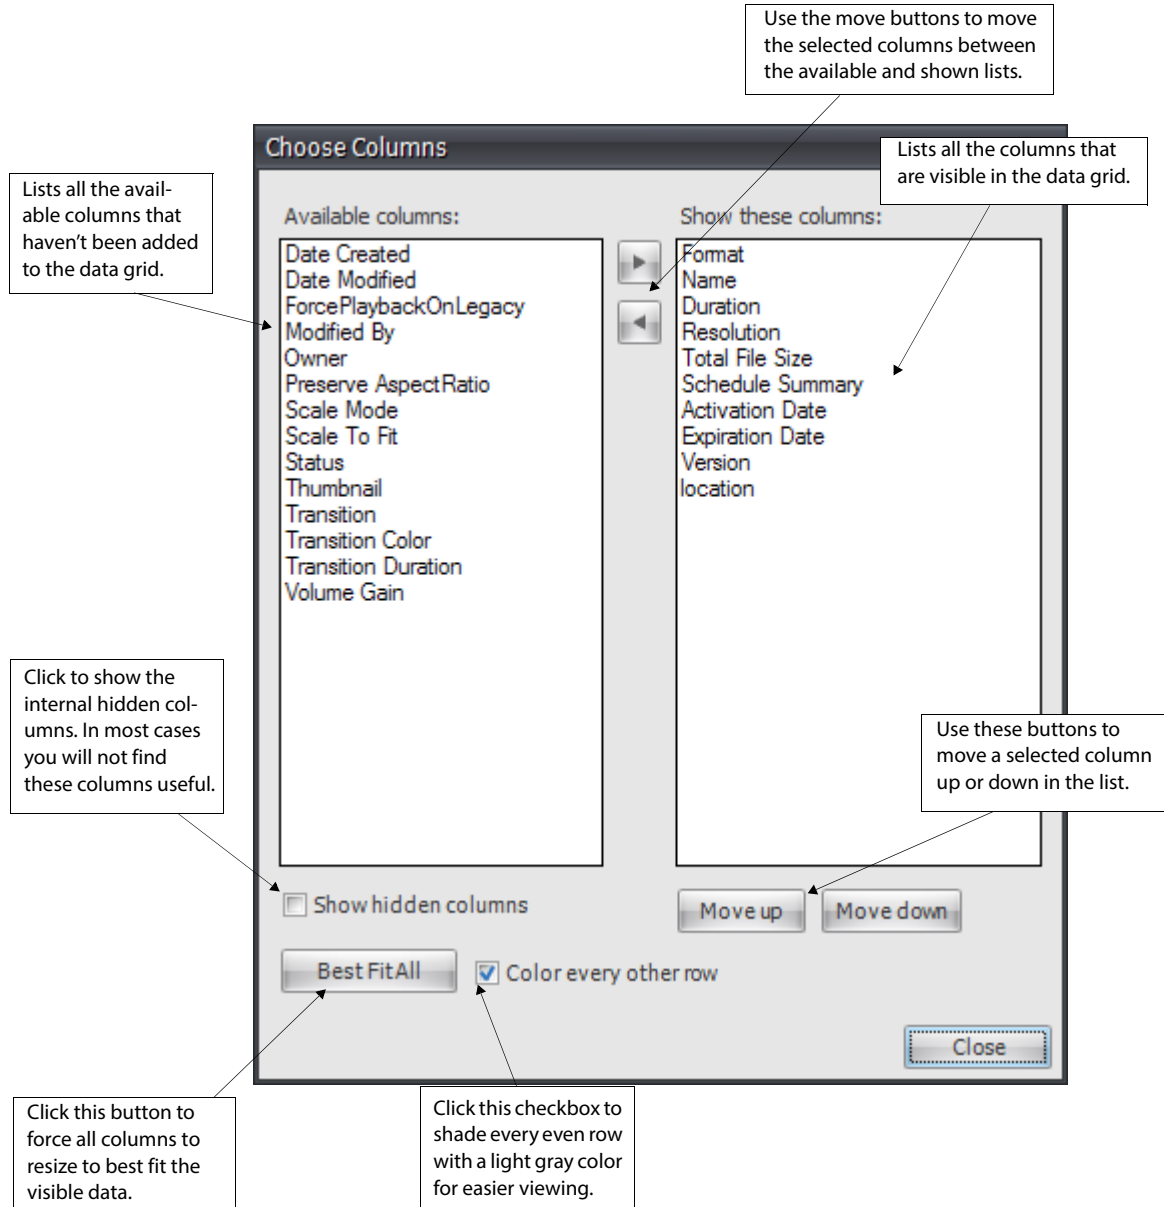 Use the move buttons to move
the selected columns between
the available and shown lists.
Choose Columns
Lists all the columns that
are visible in the data grid.
Lists all the avail-
able columns that
haven't been added
to the data grid.
Available columns:
Date Created
Date Modified
ForcePlaybackOnLegacy
Modified By
Owner
Preserve AspectRatio
Scale Mode
Scale To Fit
Status
Thumbnail
Transition
Transition Color
Transition Duration
Volume Gain
Show these columns:
Format
Name
Duration
Resolution
Total File Size
Schedule Summary
Activation Date
Expiration Date
Version
location
Click to show the
internal hidden col-
umns. In most cases
you will not find
these columns useful.
Use these buttons to
move a selected column
up or down in the list.
Show hidden columns
Move up
Move down
Best Fit All
Color every other row
Close
Click this button to
force all columns to
resize to best fit the
visible data.
Click this checkbox to
shade every even row
with a light gray color
for easier viewing.